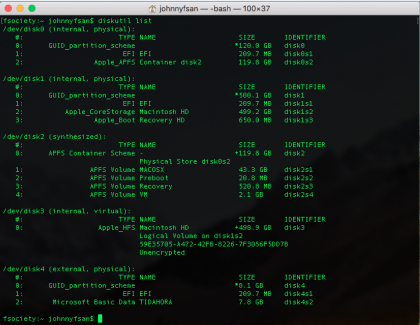 johnnyfsan — -bash — 100×37
fsociety:~ johnnyfsan$ diskutil list
/dev/disk0 (internal, physical):
#: TYPE NAME SIZE IDENTIFIER
0: GUID_partition_scheme *120.0 GB disk0
1: EFI EFI 209.7 MB disk0s1
2: Apple_APFS Container disk2 119.8 GB disk0s2
/dev/disk1 (internal, physical):
#: TYPE NAME SIZE IDENTIFIER
0: GUID_partition_scheme *500.1 GB disk1
1: EFI EFI 209.7 MB disk1s1
2: Apple_CoreStorage Macintosh HD 499.2 GB disk1s2
3: Apple_Boot Recovery HD 650.0 MB disk1s3
/dev/disk2 (synthesized):
#: TYPE NAME SIZE IDENTIFIER
0: APFS Container Scheme - +119.8 GB disk2
Physical Store disk0s2
1: APFS Volume MACOSX 43.3 GB disk2s1
2: APFS Volume Preboot 20.8 MB disk2s2
3: APFS Volume Recovery 520.8 MB disk2s3
4: APFS Volume VM 2.1 GB disk2s4
/dev/disk3 (internal, virtual):
#: TYPE NAME SIZE IDENTIFIER
0: Apple_HFS Macintosh HD +498.9 GB disk3
Logical Volume on disk1s2
Unencrypted
/dev/disk4 (external, physical):
#: TYPE NAME SIZE IDENTIFIER
0: GUID_partition_scheme *8.1 GB disk4
1: EFI EFI 209.7 MB disk4s1
2: Microsoft Basic Data TIDAHORA 7.8 GB disk4s2
fsociety:~ johnnyfsan$